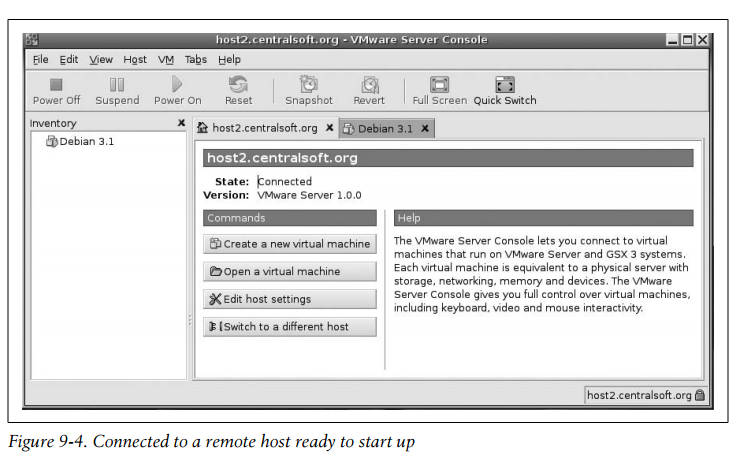 host2.centralsoft.org - VMware Server Console
File Edit View Host VM Tabs Help
Power Off Suspend Power On Reset Snapshot Revert Full Screen Quick Switch
Inventory
Debian 3.1
host2.centralsoft.org Debian 3.1
host2.centralsoft.org
State: Connected
Version: VMware Server 1.0.0
Commands
Create a new virtual machine
Open a virtual machine
Edit host settings
Switch to a different host
Help
The VMware Server Console lets you connect to virtual
machines that run on VMware Server and GSX 3 systems.
Each virtual machine is equivalent to a physical server with
storage, networking, memory and devices. The VMware
Server Console gives you full control over virtual machines,
including keyboard, video and mouse interactivity.
host2.centralsoft.org
Figure 9-4. Connected to a remote host ready to start up